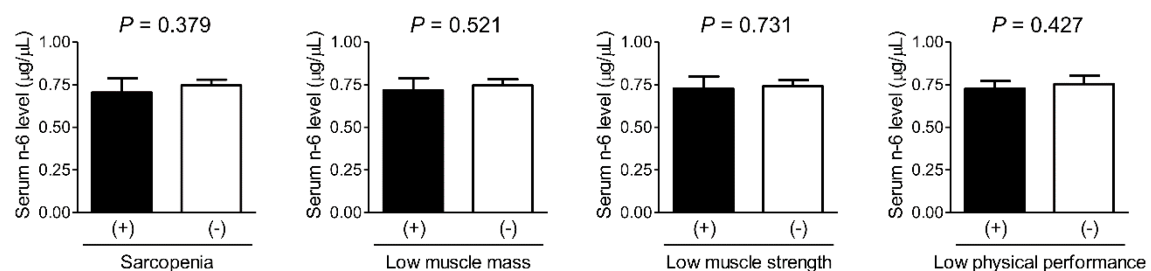 P = 0.379
Serum n-6 level (µg/µL)
1.00
0.75
0.50
0.25
0.00
(+)
(-)
Sarcopenia
P = 0.521
Serum n-6 level (µg/µL)
1.00
0.75
0.50
0.25
0.00
(+)
(-)
Low muscle mass
P = 0.731
Serum n-6 level (µg/µL)
1.00
0.75
0.50
0.25
0.00
(+)
(-)
Low muscle strength
P = 0.427
Serum n-6 level (µg/µL)
1.00
0.75
0.50
0.25
0.00
(+)
(-)
Low physical performance